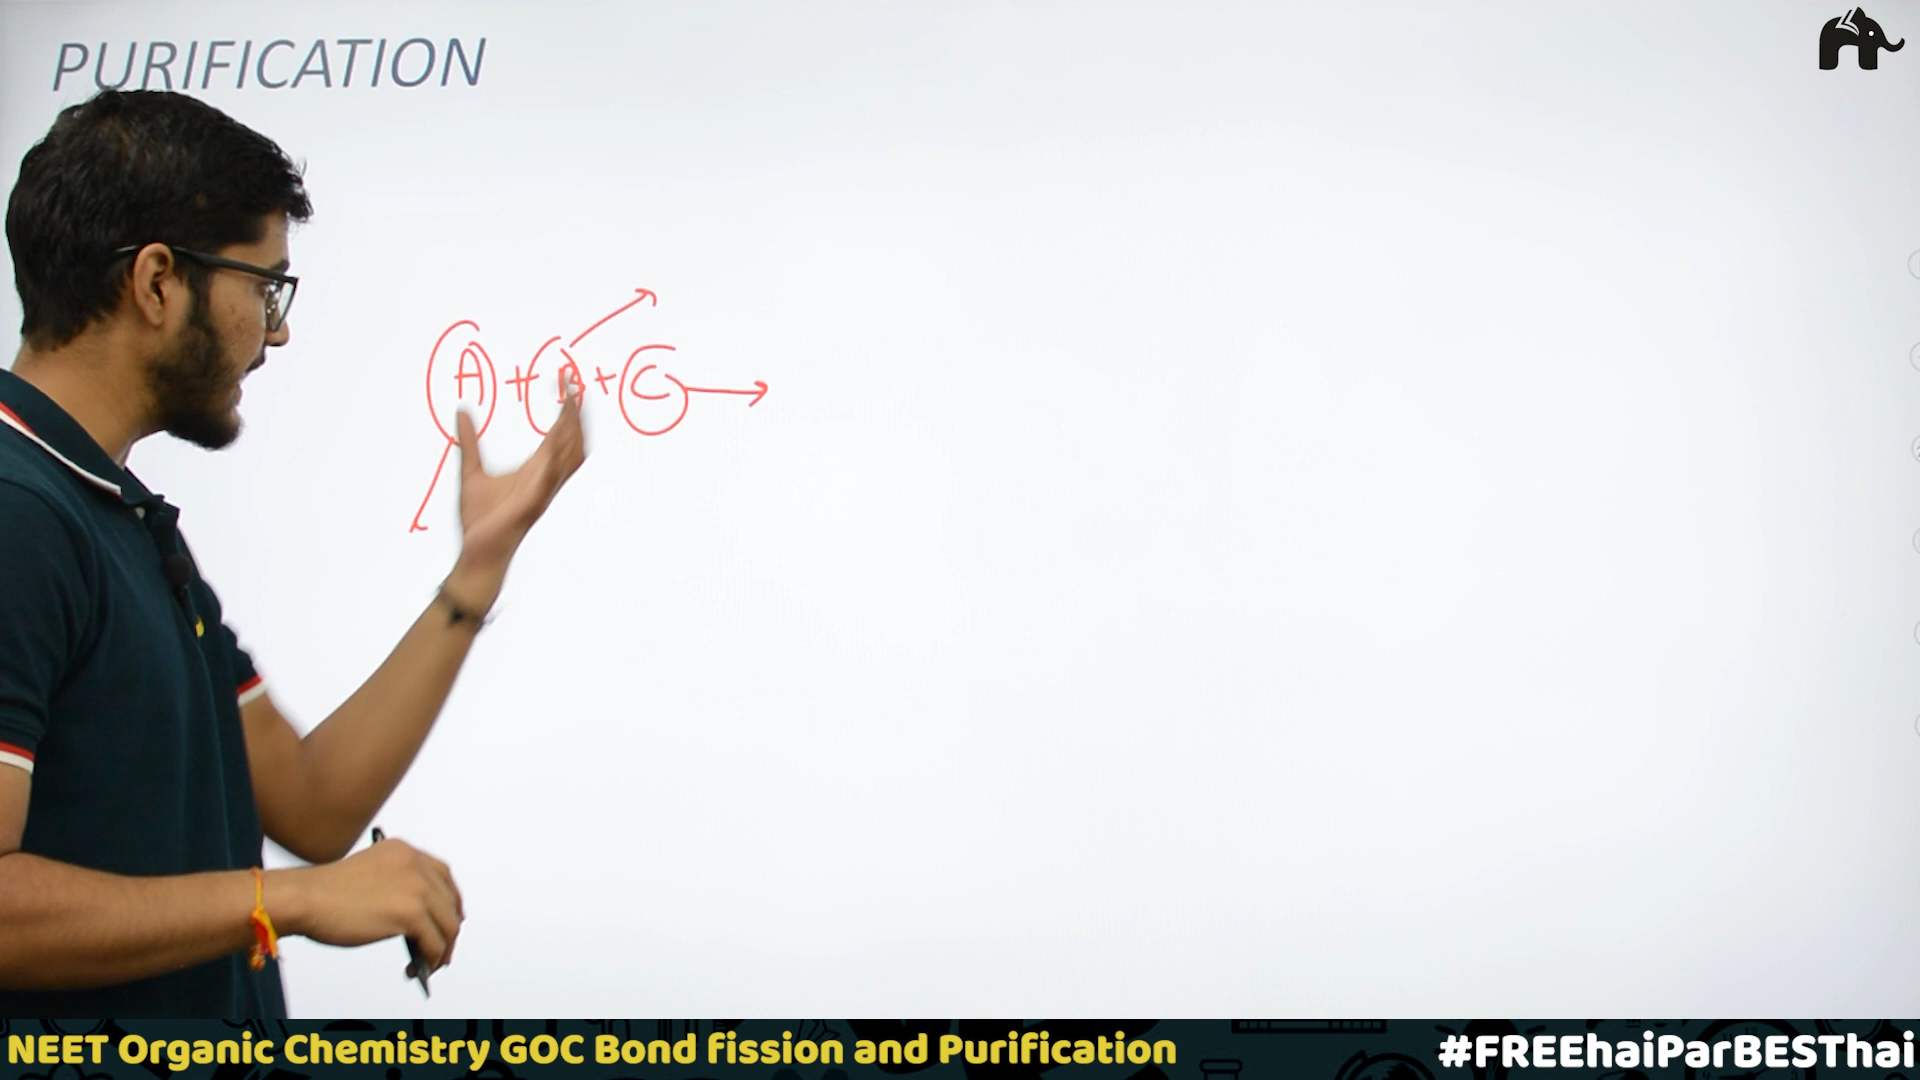 PURIFICATION
A + B + C
NEET Organic Chemistry GOC Bond fission and Purification
#FREEhaiParBESThai